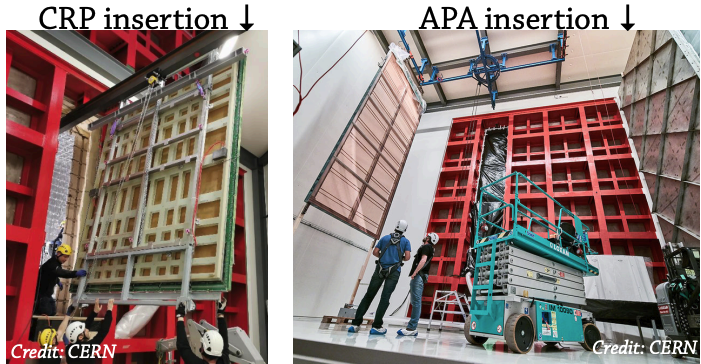 CRP insertion ↓
APA insertion ↓
Credit: CERN
Credit: CERN